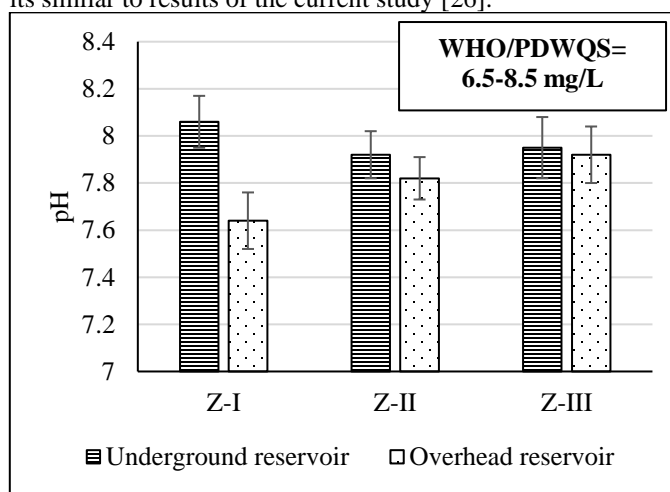 its similar to results of the current study [26].
WHO/PDWQS=
6.5-8.5 mg/L
8.4
8.2
8
7.8
7.6
7.4
7.2
7
pH
Z-I Z-II Z-III
Underground reservoir Overhead reservoir